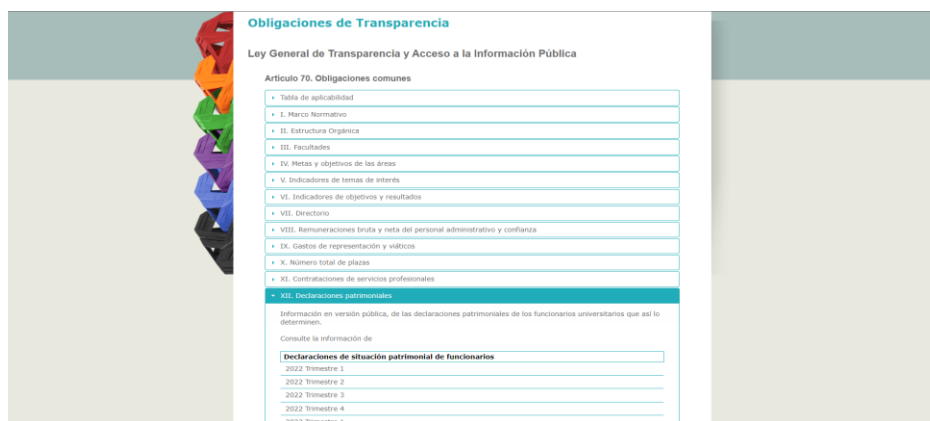 Obligaciones de Transparencia
Ley General de Transparencia y Acceso a la Información Pública
Artículo 70. Obligaciones comunes
Tabla de aplicabilidad
I. Marco Normativo
II. Estructura Orgánica
III. Facultades
IV. Metas y objetivos de las áreas
V. Indicadores de temas de interés
VI. Indicadores de objetivos y resultados
VII. Directorio
VIII. Remuneraciones bruta y neta del personal administrativo y confianza
IX. Gastos de representación y viáticos
X. Número total de plazas
XI. Contrataciones de servicios profesionales
XII. Declaraciones patrimoniales
Información en versión pública, de las declaraciones patrimoniales de los funcionarios universitarios que así lo
determinen.
Consulte la información de
Declaraciones de situación patrimonial de funcionarios
2022 Trimestre 1
2022 Trimestre 2
2022 Trimestre 3
2022 Trimestre 4